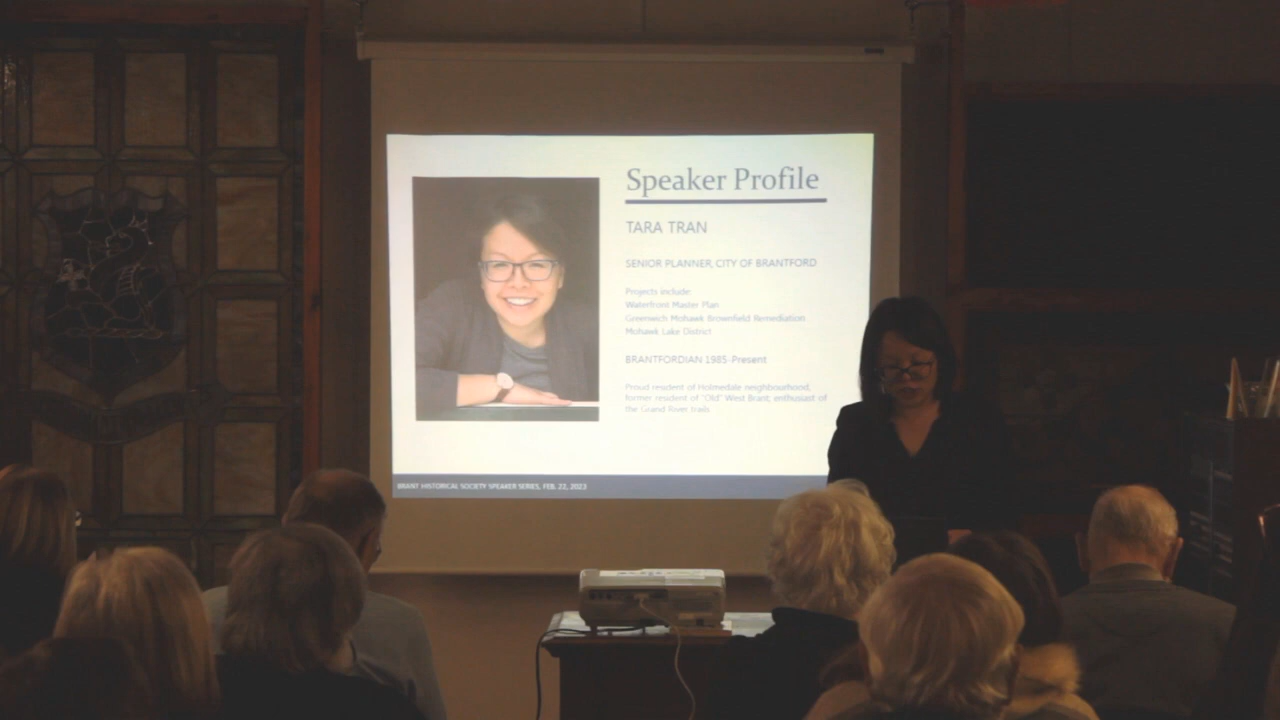 Speaker Profile
TARA TRAN
SENIOR PLANNER, CITY OF BRANTFORD
Projects include:
Waterfront Master Plan
Greenwich Mohawk Brownfield Remediation
Mohawk Lake District
BRANTFORDIAN 1985-Present
Proud resident of Holmedale neighbourhood,
former resident of "Old" West Brant; enthusiast of
the Grand River trails
BRANT HISTORICAL SOCIETY SPEAKER SERIES, FEB. 22, 2023